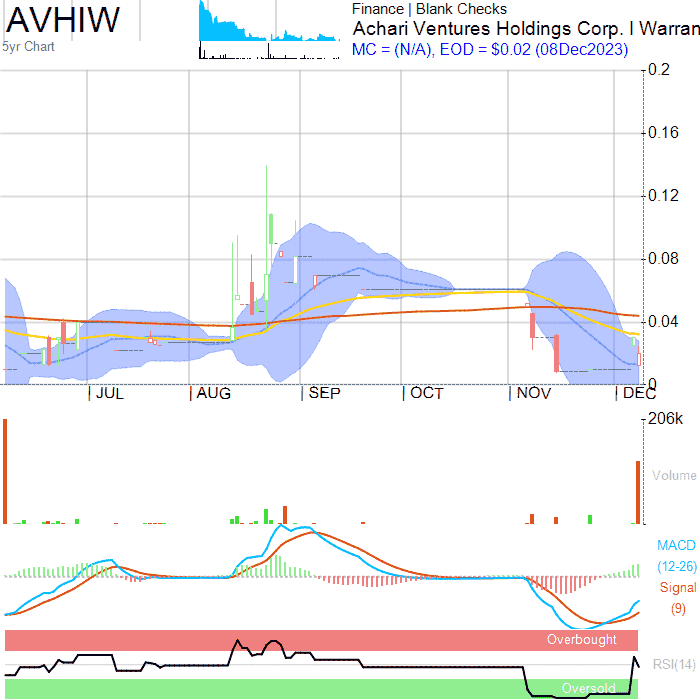 AVHIW
5yr Chart
Finance | Blank Checks
Achari Ventures Holdings Corp. I Warran
MC = (N/A), EOD = $0.02 (08Dec2023)
0.2
0.16
0.12
0.08
0.04
0
JUL
AUG
SEP
OCT
NOV
DEC
206k
Volume
MACD
(12-26)
Signal
(9)
Overbought
RSI(14)
Oversold